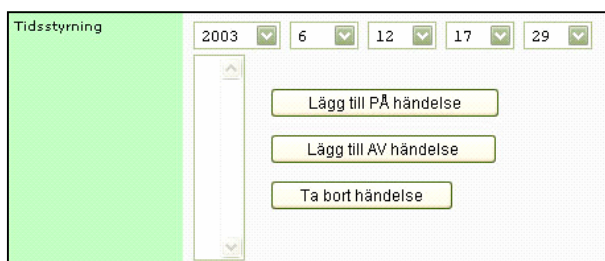 Tidsstyrning
2003 6 12 17 29
Lägg till PÅ händelse
Lägg till AV händelse
Ta bort händelse